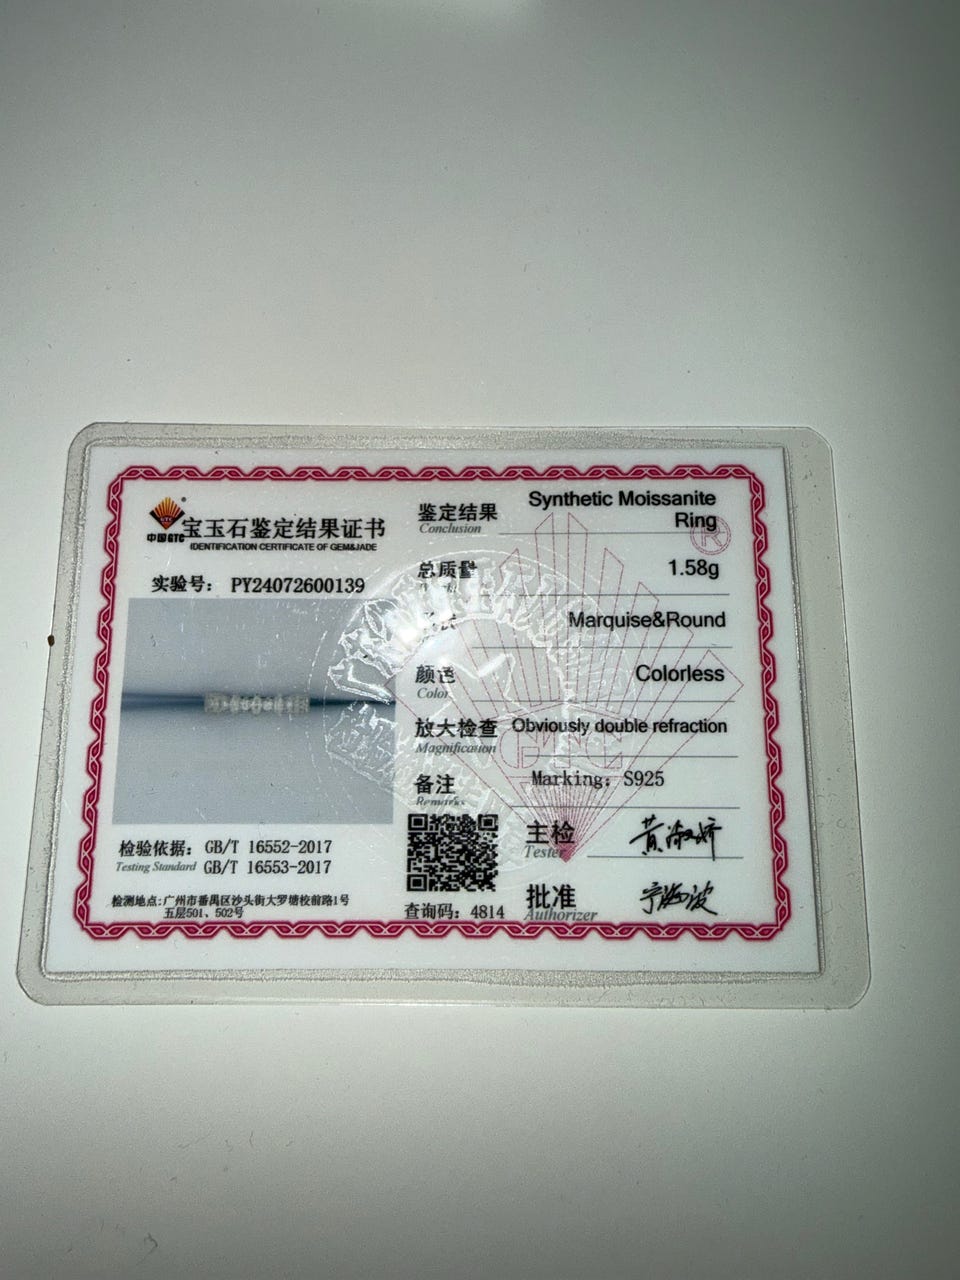 中国GTC
宝玉石鉴定结果证书
IDENTIFICATION CERTIFICATE OF GEM&JADE
实验号: PY24072600139
检验依据: GB/T 16552-2017
Testing Standard GB/T 16553-2017
检测地点:广州市番禺区沙头街大罗塘校前路1号
五层501、502号
鉴定结果 Synthetic Moissanite
Conclusion Ring
总质量 1.58g
Marquise&Round
颜色 Colorless
Color
放大检查 Obviously double refraction
Magnification
备注 Marking: S925
Remarks
查询码: 4814
主检
Tester
批准
Authorizer
GTC
R